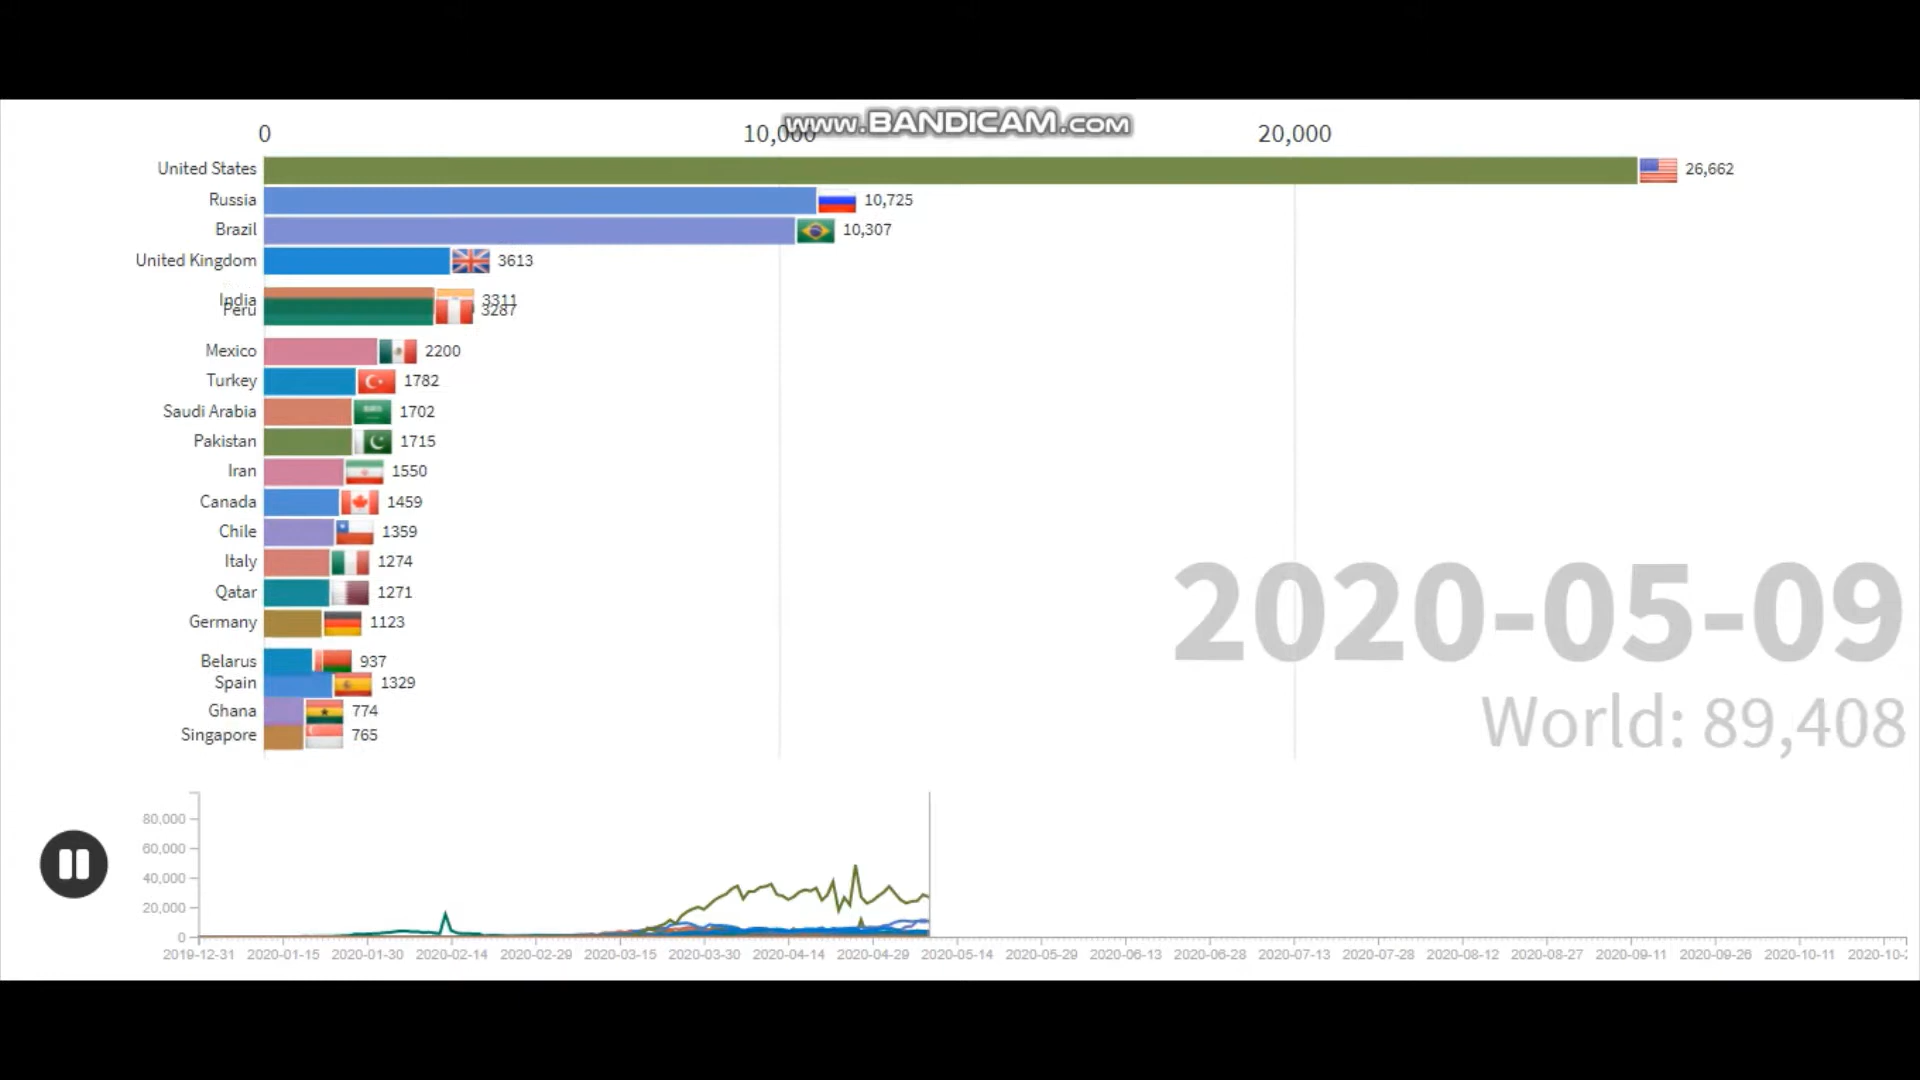 www.BANDICAM.com
0 10,000 20,000
United States 26,662
Russia 10,725
Brazil 10,307
United Kingdom 3613
India 3311
Peru 3287
Mexico 2200
Turkey 1782
Saudi Arabia 1702
Pakistan 1715
Iran 1550
Canada 1459
Chile 1359
Italy 1274
Qatar 1271
Germany 1123
Belarus 937
Spain 1329
Ghana 774
Singapore 765
2020-05-09
World: 89,408
80,000
60,000
40,000
20,000
0
2019-12-31 2020-01-15 2020-01-30 2020-02-14 2020-02-29 2020-03-15 2020-03-30 2020-04-14 2020-04-29 2020-05-14 2020-05-29 2020-06-13 2020-06-28 2020-07-13 2020-07-28 2020-08-12 2020-08-27 2020-09-11 2020-09-26 2020-10-11 2020-10-